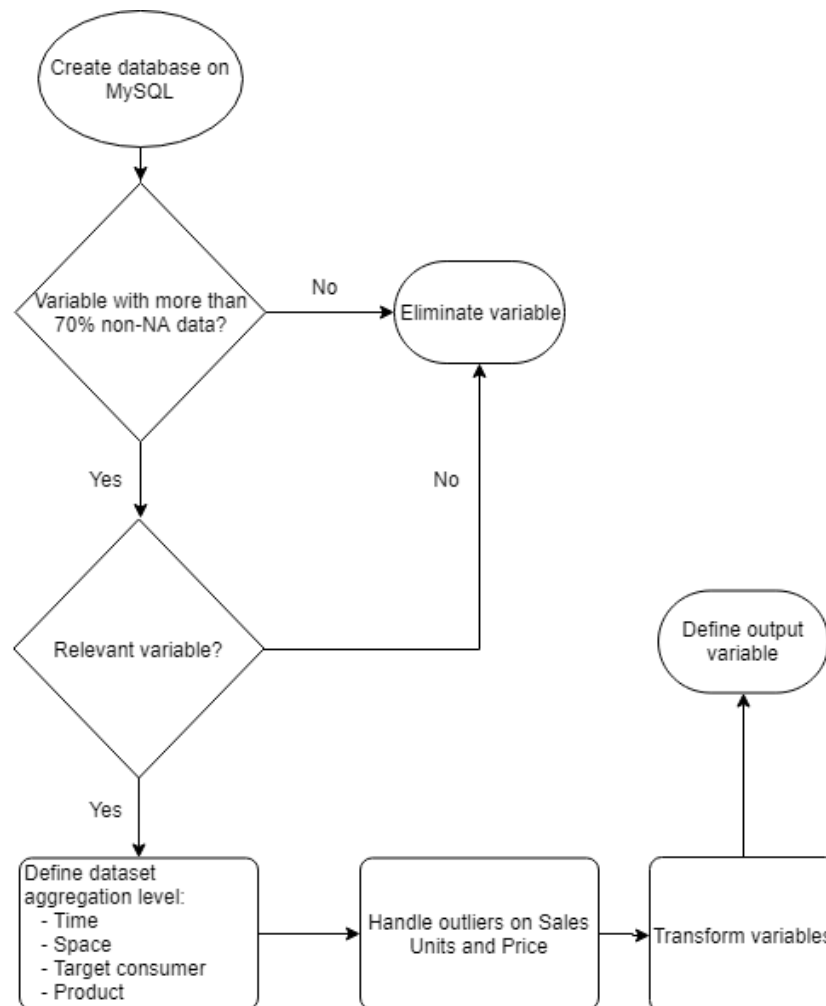 Create database on
MySQL
Variable with more than
70% non-NA data?
No
Eliminate variable
Yes
No
Relevant variable?
Define output
variable
Yes
Define dataset
aggregation level:
- Time
- Space
- Target consumer
- Product
Handle outliers on Sales
Units and Price
Transform variables